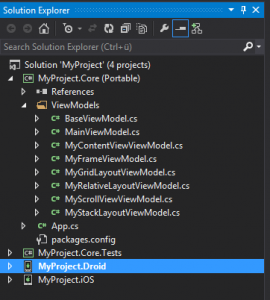 Solution Explorer
Search Solution Explorer (Ctrl+ü)
Solution 'MyProject' (4 projects)
MyProject.Core (Portable)
References
ViewModels
BaseViewModel.cs
MainViewModel.cs
MyContentViewViewModel.cs
MyFrameViewModel.cs
MyGridLayoutViewModel.cs
MyRelativeLayoutViewModel.cs
MyScrollViewViewModel.cs
MyStackLayoutViewModel.cs
App.cs
packages.config
MyProject.Core.Tests
MyProject.Droid
MyProject.iOS